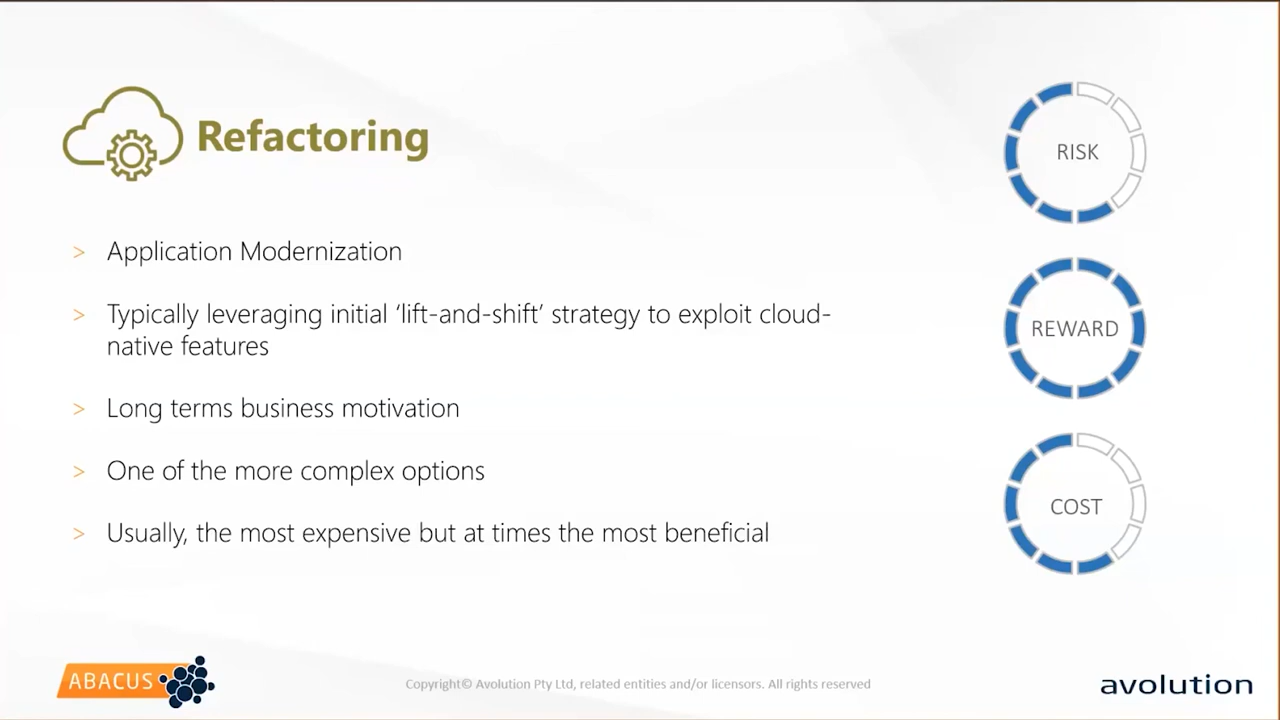 Refactoring
> Application Modernization
> Typically leveraging initial ‘lift-and-shift’ strategy to exploit cloud-
native features
> Long terms business motivation
> One of the more complex options
> Usually, the most expensive but at times the most beneficial
RISK
REWARD
COST
ABACUS
Copyright© Avolution Pty Ltd, related entities and/or licensors. All rights reserved
avolution